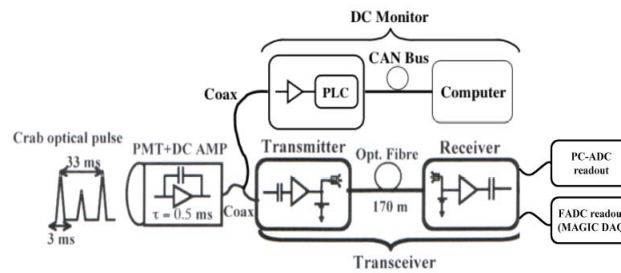 DC Monitor
CAN Bus
PLC
Computer
Coax
Crab optical pulse
33 ms
3 ms
PMT+DC AMP
τ = 0.5 ms
Coax
Transmitter
Opt. Fibre
170 m
Receiver
Transceiver
PC-ADC
readout
FADC readout
(MAGIC DAQ